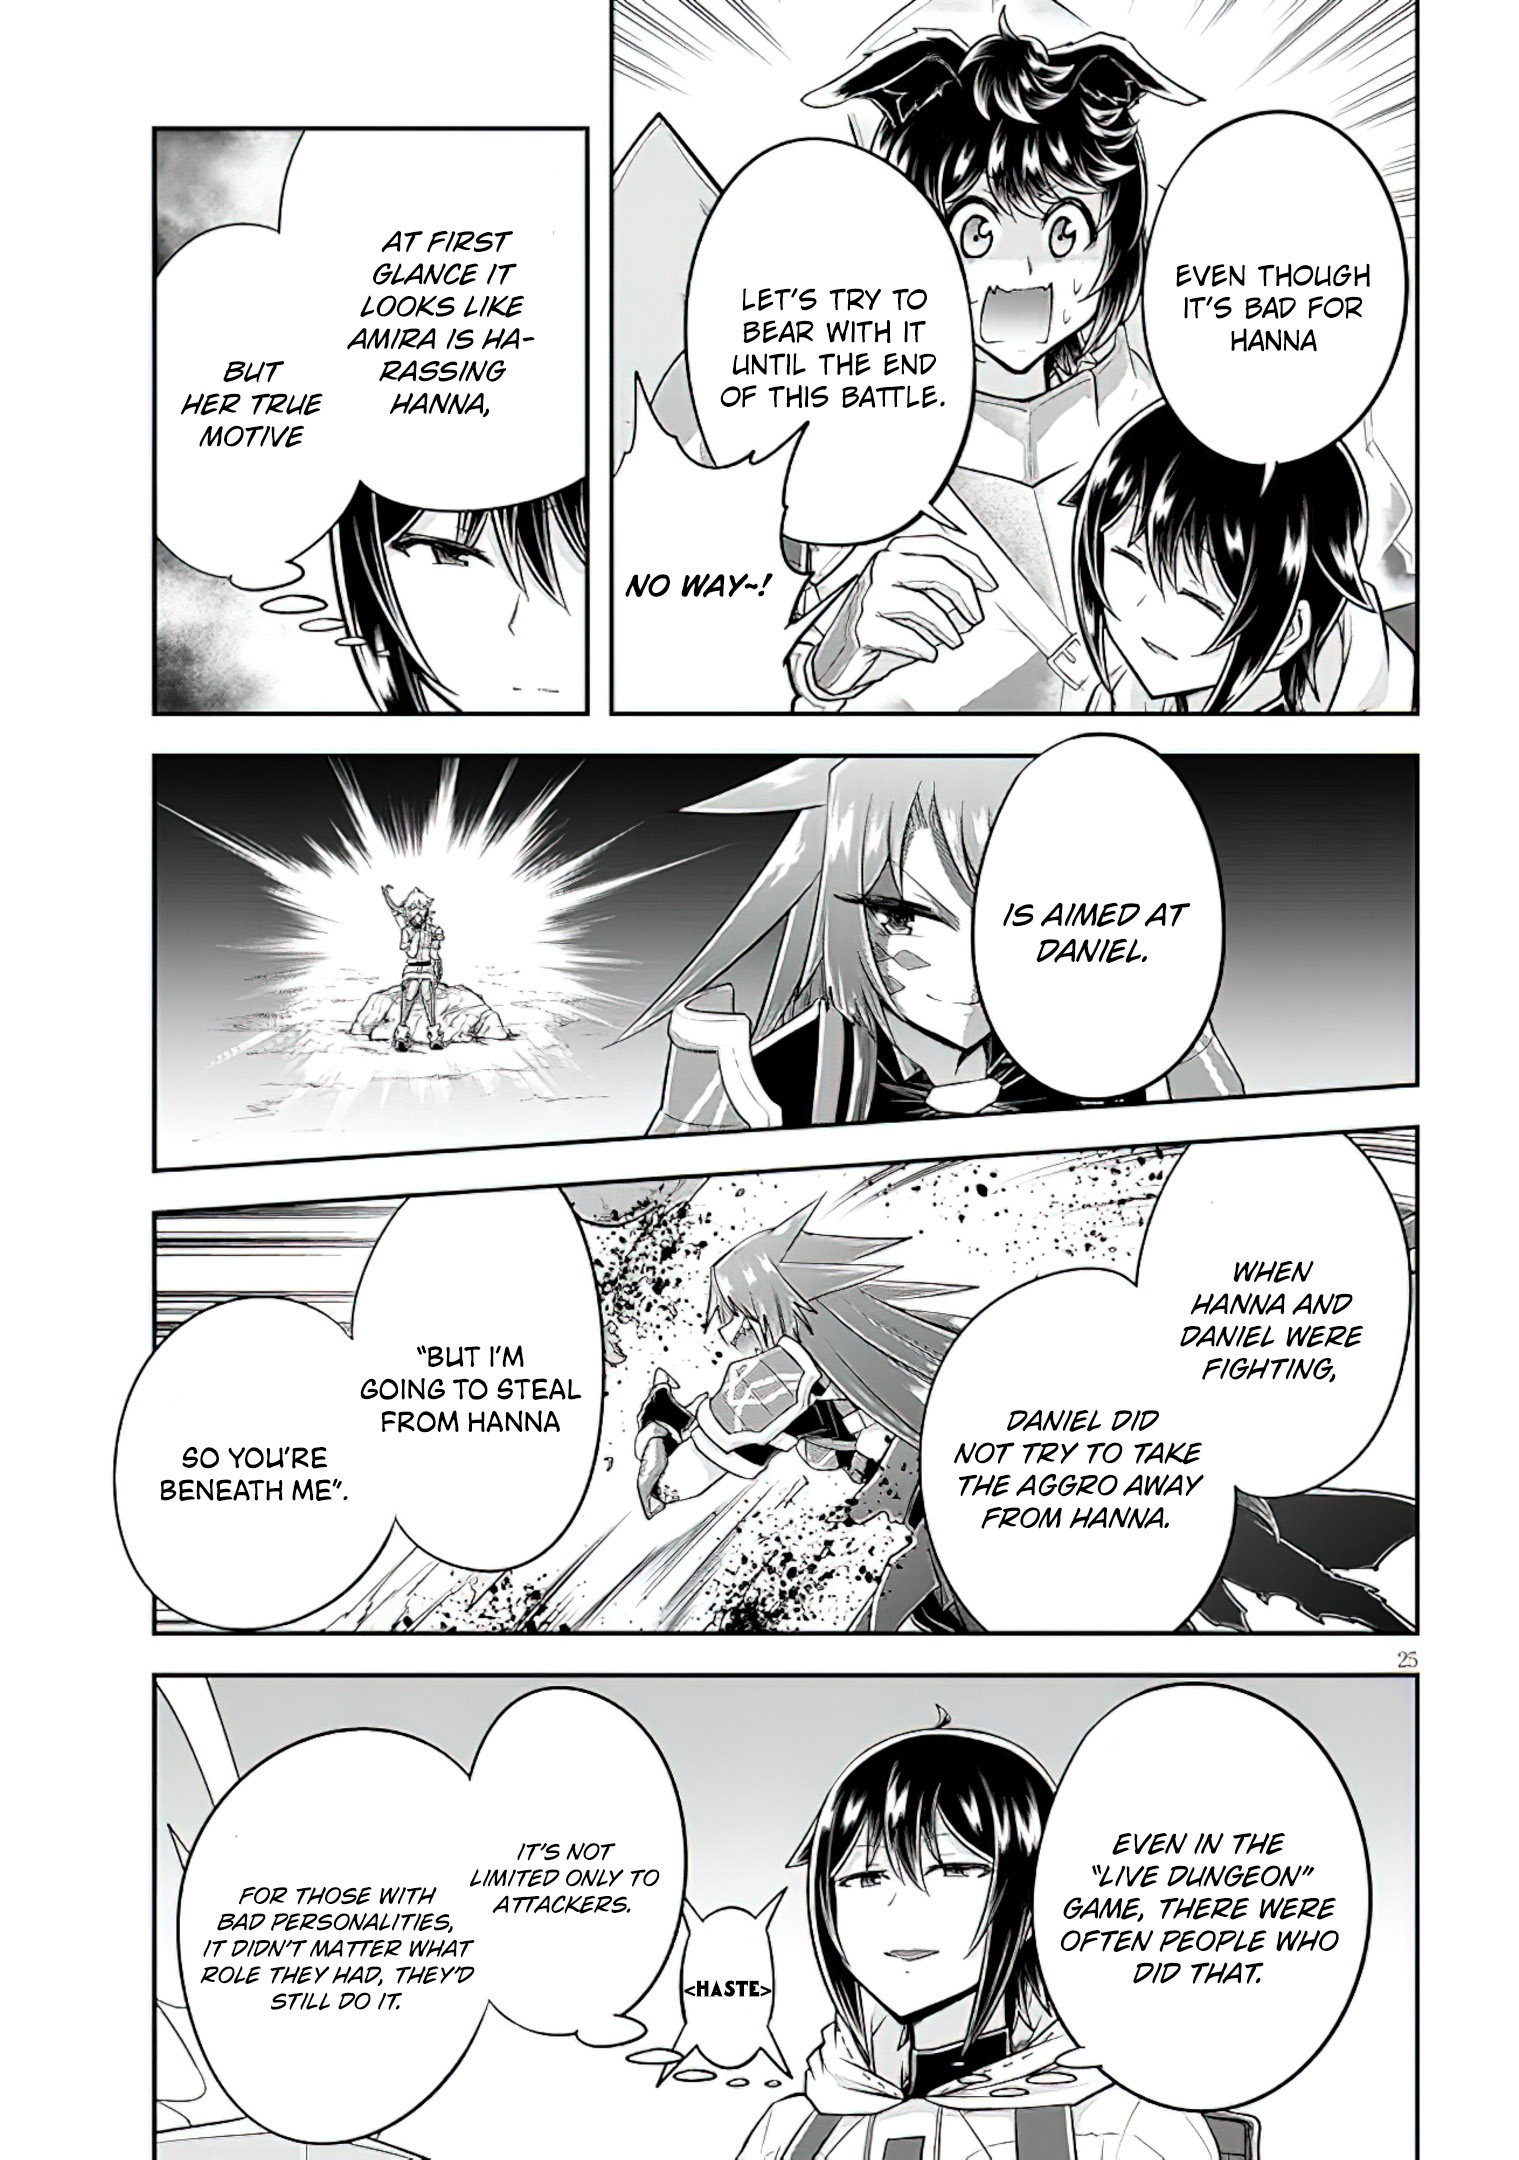 EVEN THOUGH
IT'S BAD FOR
HANNA
LET'S TRY TO
BEAR WITH IT
UNTIL THE END
OF THIS BATTLE.
NO WAY~!
AT FIRST
GLANCE IT
LOOKS LIKE
AMIRA IS HA-
RASSING
HANNA,
BUT
HER TRUE
MOTIVE
IS AIMED AT
DANIEL.
WHEN
HANNA AND
DANIEL WERE
FIGHTING,
DANIEL DID
NOT TRY TO TAKE
THE AGGRO AWAY
FROM HANNA.
"BUT I'M
GOING TO STEAL
FROM HANNA
SO YOU'RE
BENEATH ME".
25
EVEN IN THE
"LIVE DUNGEON"
GAME, THERE WERE
OFTEN PEOPLE WHO
DID THAT.
<HASTE>
IT'S NOT
LIMITED ONLY TO
ATTACKERS.
FOR THOSE WITH
BAD PERSONALITIES,
IT DIDN'T MATTER WHAT
ROLE THEY HAD, THEY'D
STILL DO IT.